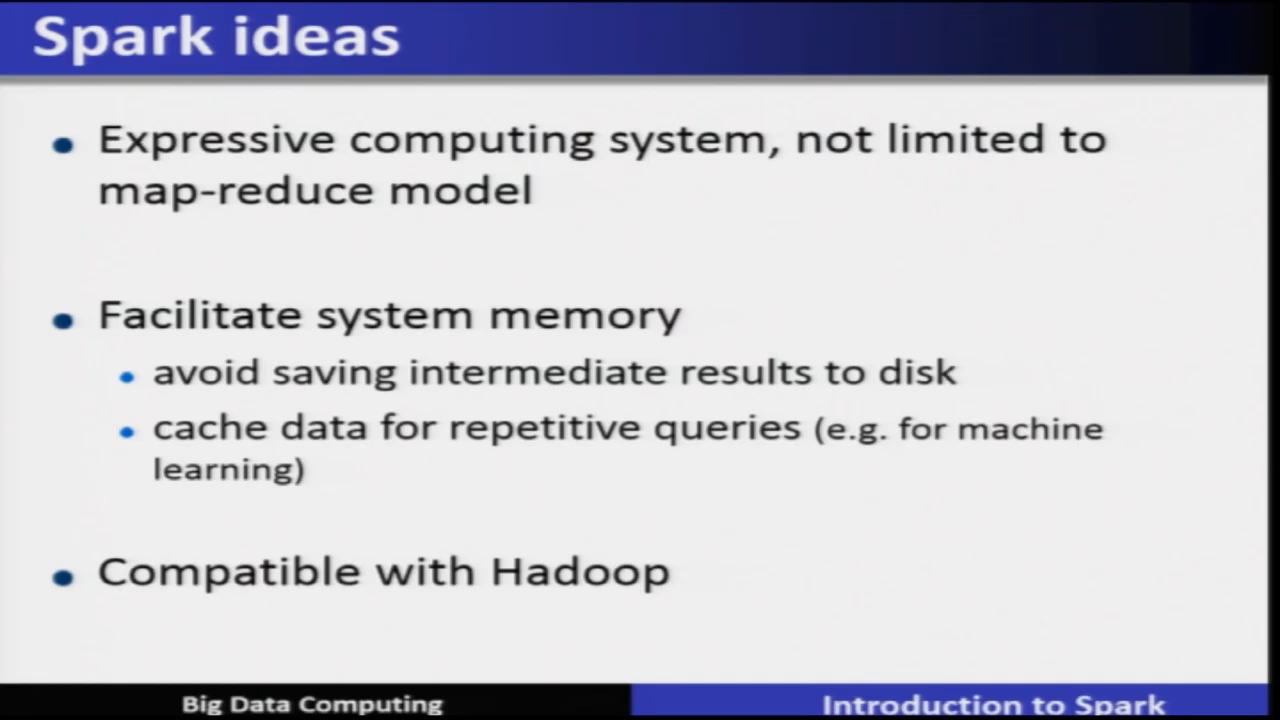 Spark ideas
Expressive computing system, not limited to
map-reduce model
Facilitate system memory
avoid saving intermediate results to disk
cache data for repetitive queries (e.g. for machine
learning)
Compatible with Hadoop
Big Data Computing
Introduction to Spark